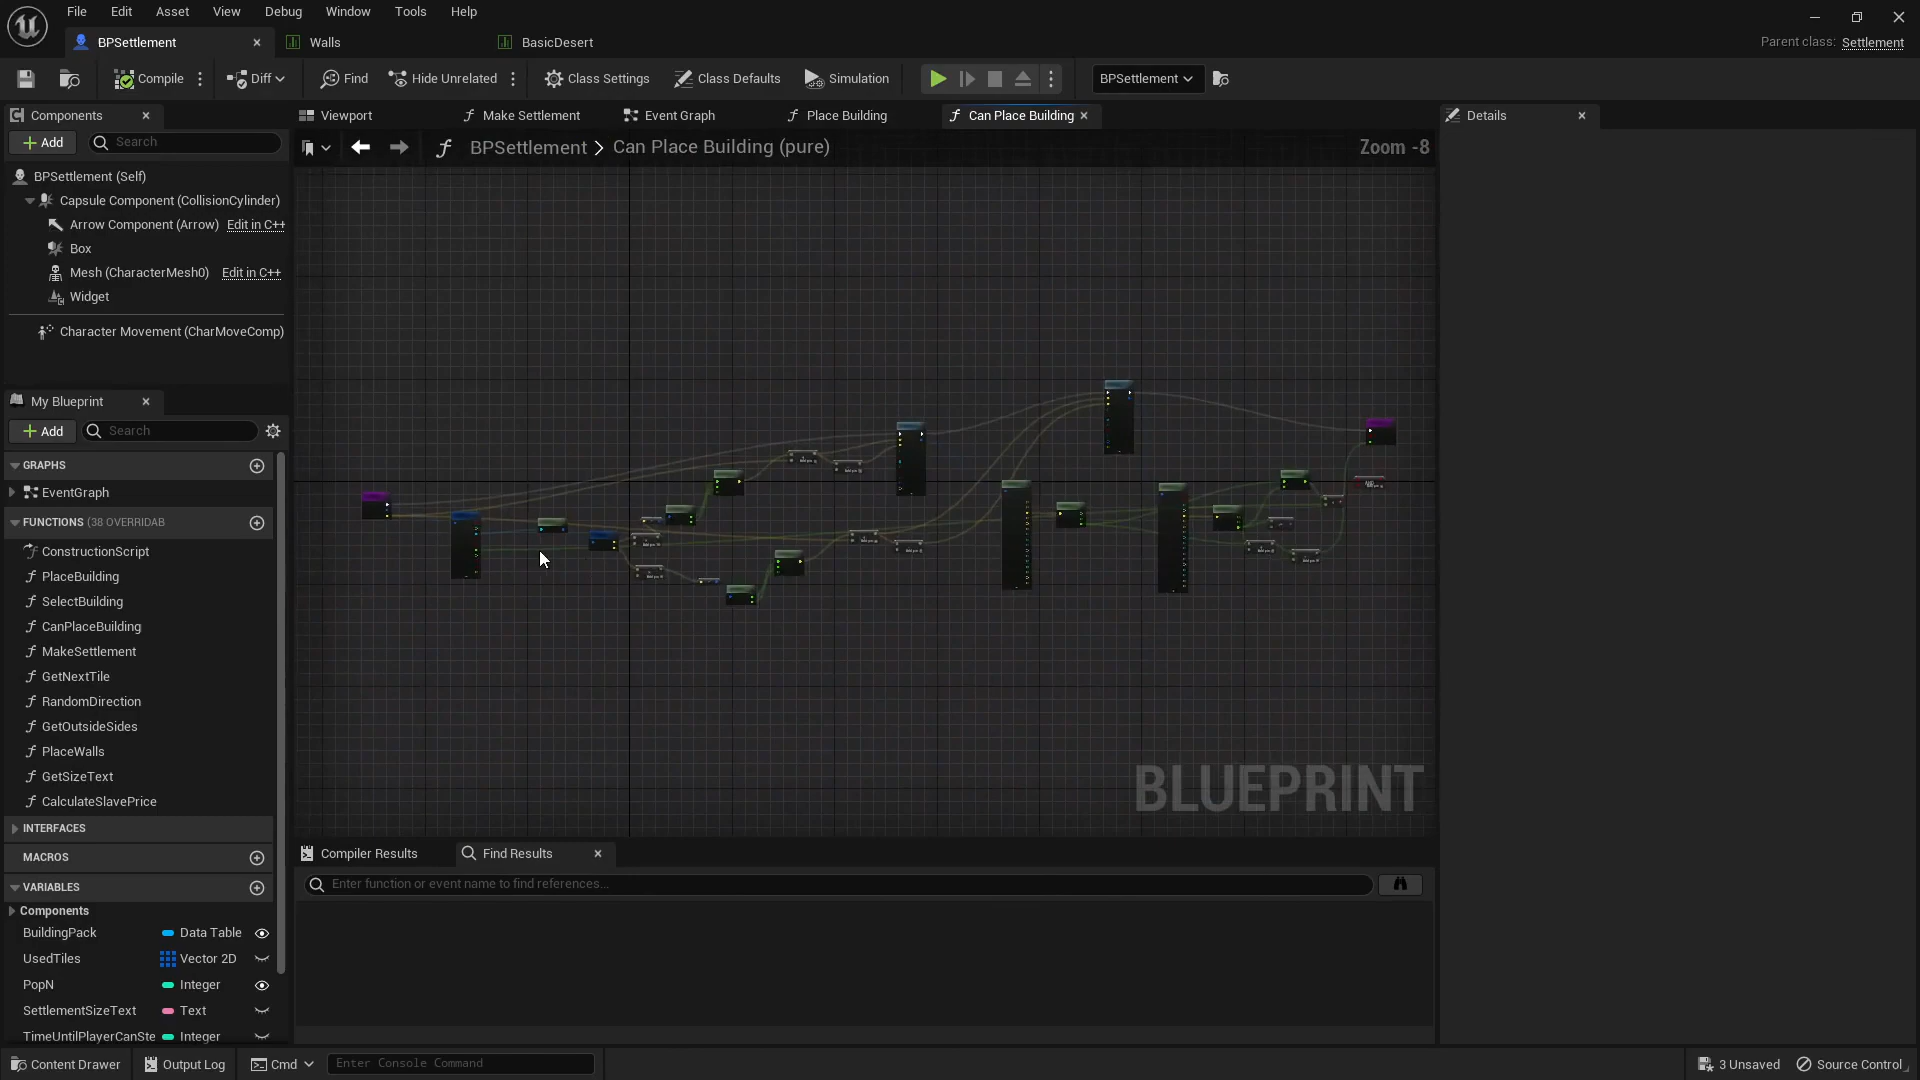 File Edit Asset View Debug Window Tools Help
BPSettlement Walls BasicDesert Parent class: Settlement
Compile Diff Find Hide Unrelated Class Settings Class Defaults Simulation BPSettlement
Components Viewport Make Settlement Event Graph Place Building Can Place Building Details
Add Search BPSettlement Can Place Building (pure) Zoom -8
BPSettlement (Self)
Capsule Component (CollisionCylinder)
Arrow Component (Arrow) Edit in C++
Box
Mesh (CharacterMesh0) Edit in C++
Widget
Character Movement (CharMoveComp)
My Blueprint
Add Search
GRAPHS
EventGraph
FUNCTIONS (38 OVERRIDAB
ConstructionScript
PlaceBuilding
SelectBuilding
CanPlaceBuilding
MakeSettlement
GetNextTile
RandomDirection
GetOutsideSides
PlaceWalls
GetSizeText
CalculateSlavePrice
INTERFACES
MACROS
VARIABLES
Components
BuildingPack Data Table
UsedTiles Vector 2D
PopN Integer
SettlementSizeText Text
TimeUntilPlayerCanSte Integer
BLUEPRINT
Compiler Results Find Results
Enter function or event name to find references...
Content Drawer Output Log Cmd Enter Console Command 3 Unsaved Source Control